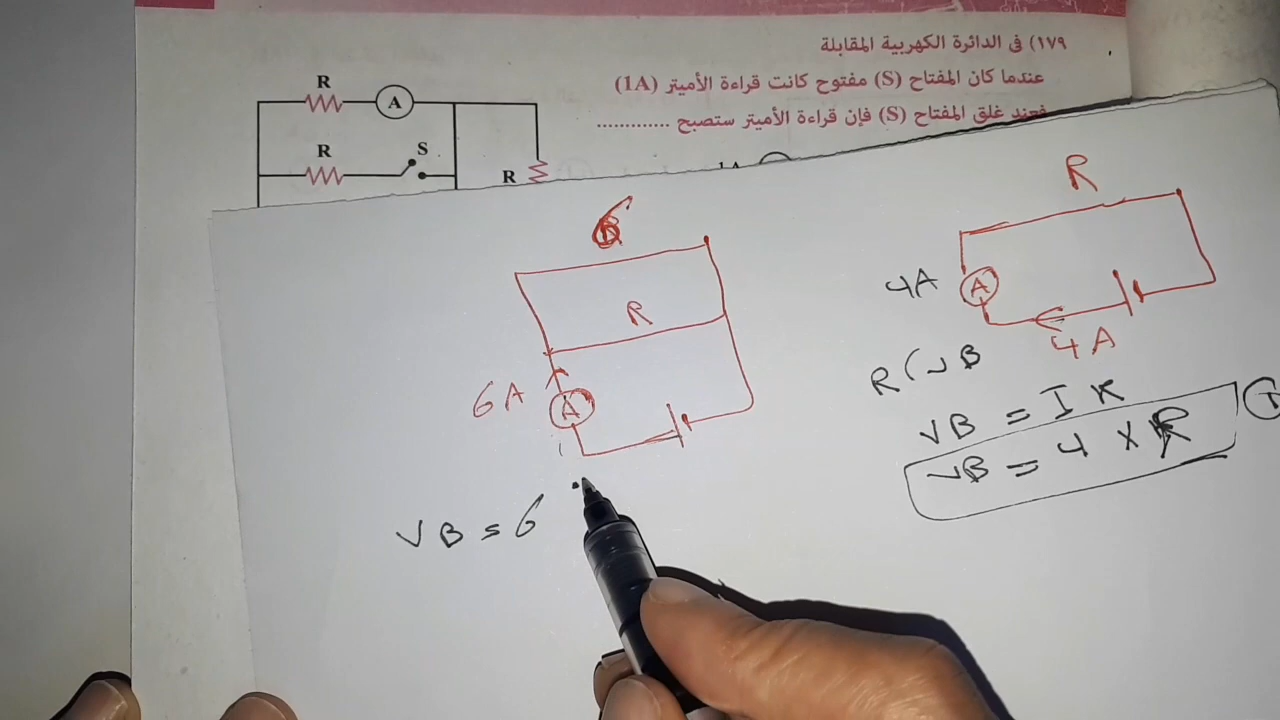 ١٧٩) في الدائرة الكهربية المقابلة
عندما كان المفتاح (S) مفتوح كانت قراءة الأميتر (1A)
فعند غلق المفتاح (S) فإن قراءة الأميتر ستصبح .............
R
A
R
S
R
6
R
6A
A
VB = 6
R
4A
A
4A
VB = IR
VB = 4 X R